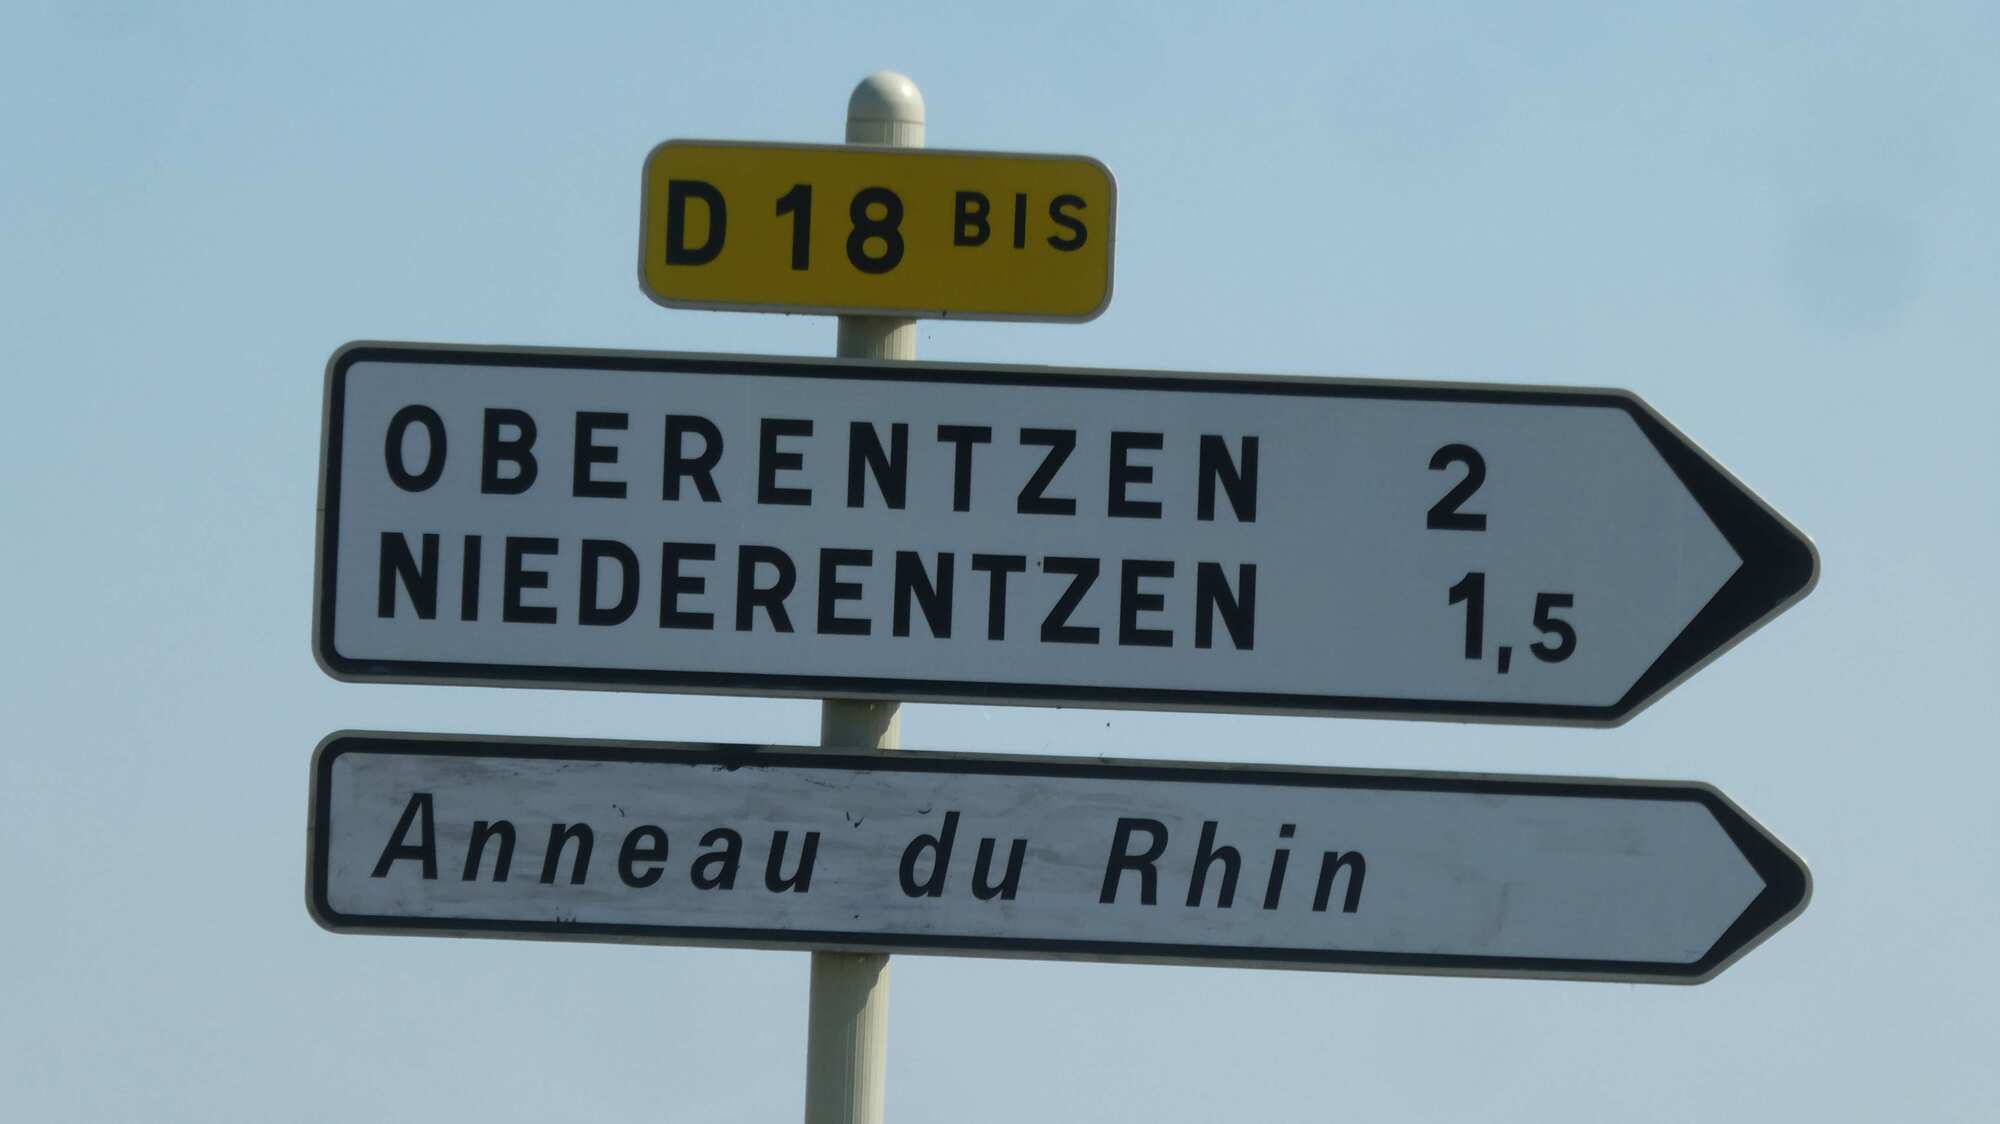 D 18 BIS
OBERENTZEN 2
NIEDERENTZEN 1,5
Anneau du Rhin